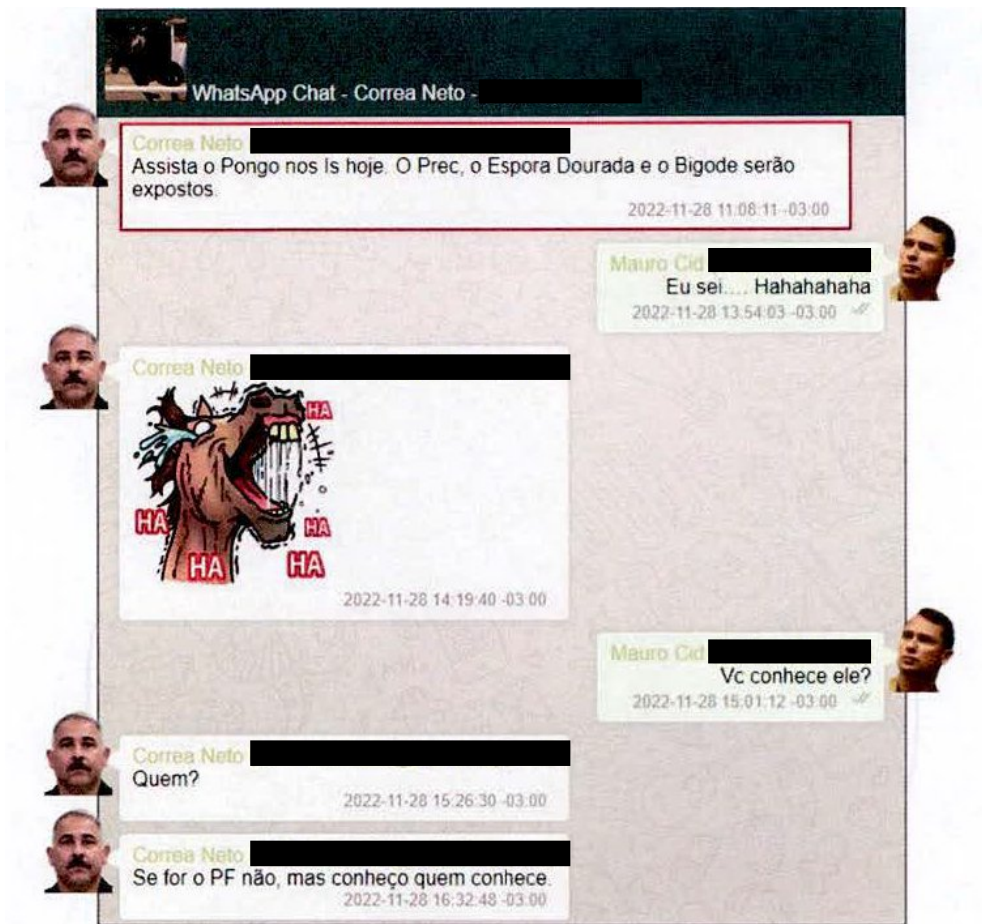 WhatsApp Chat - Correa Neto -
Correa Neto
Assista o Pongo nos Is hoje. O Prec, o Espora Dourada e o Bigode serão
expostos.
2022-11-28 11:08:11 -03:00
Mauro Cid
Eu sei.... Hahahahaha
2022-11-28 13:54:03 -03:00
Correa Neto
HA
HA
HA
HA
HA
2022-11-28 14:19:40 -03:00
Mauro Cid
Vc conhece ele?
2022-11-28 15:01:12 -03:00
Correa Neto
Quem?
2022-11-28 15:26:30 -03:00
Correa Neto
Se for o PF não, mas conheço quem conhece.
2022-11-28 16:32:48 -03:00